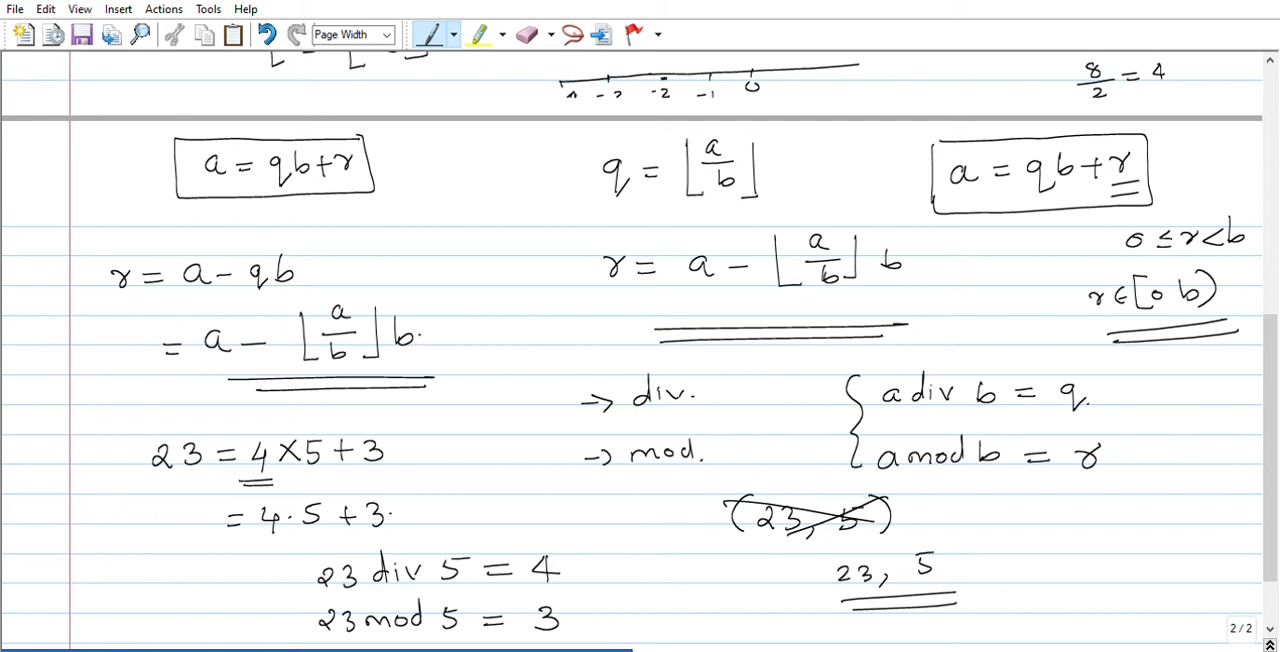 File Edit View Insert Actions Tools Help
Page Width
-2 -1 0
8/2 = 4
a = qb+r
q = ⌊a/b⌋
a = qb+r
0 ≤ r < b
r = a - qb
r = a - ⌊a/b⌋ b
r ∈ [0 b)
= a - ⌊a/b⌋ b.
→ div.
a div b = q.
23 = 4 × 5 + 3
→ mod.
a mod b = r
= 4 . 5 + 3.
(23, 5)
23 div 5 = 4
23, 5
23 mod 5 = 3
2 / 2